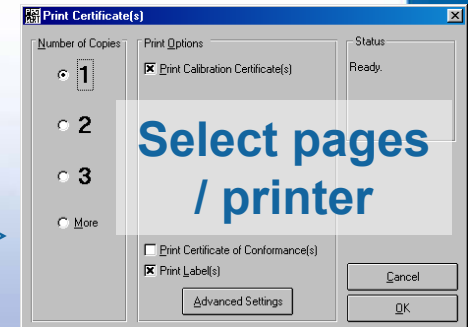 Print Certificate(s)
Number of Copies
1
2
3
More
Print Options
Print Calibration Certificate(s)
Select pages
/ printer
Print Certificate of Conformance(s)
Print Label(s)
Advanced Settings
Status
Ready.
Cancel
OK